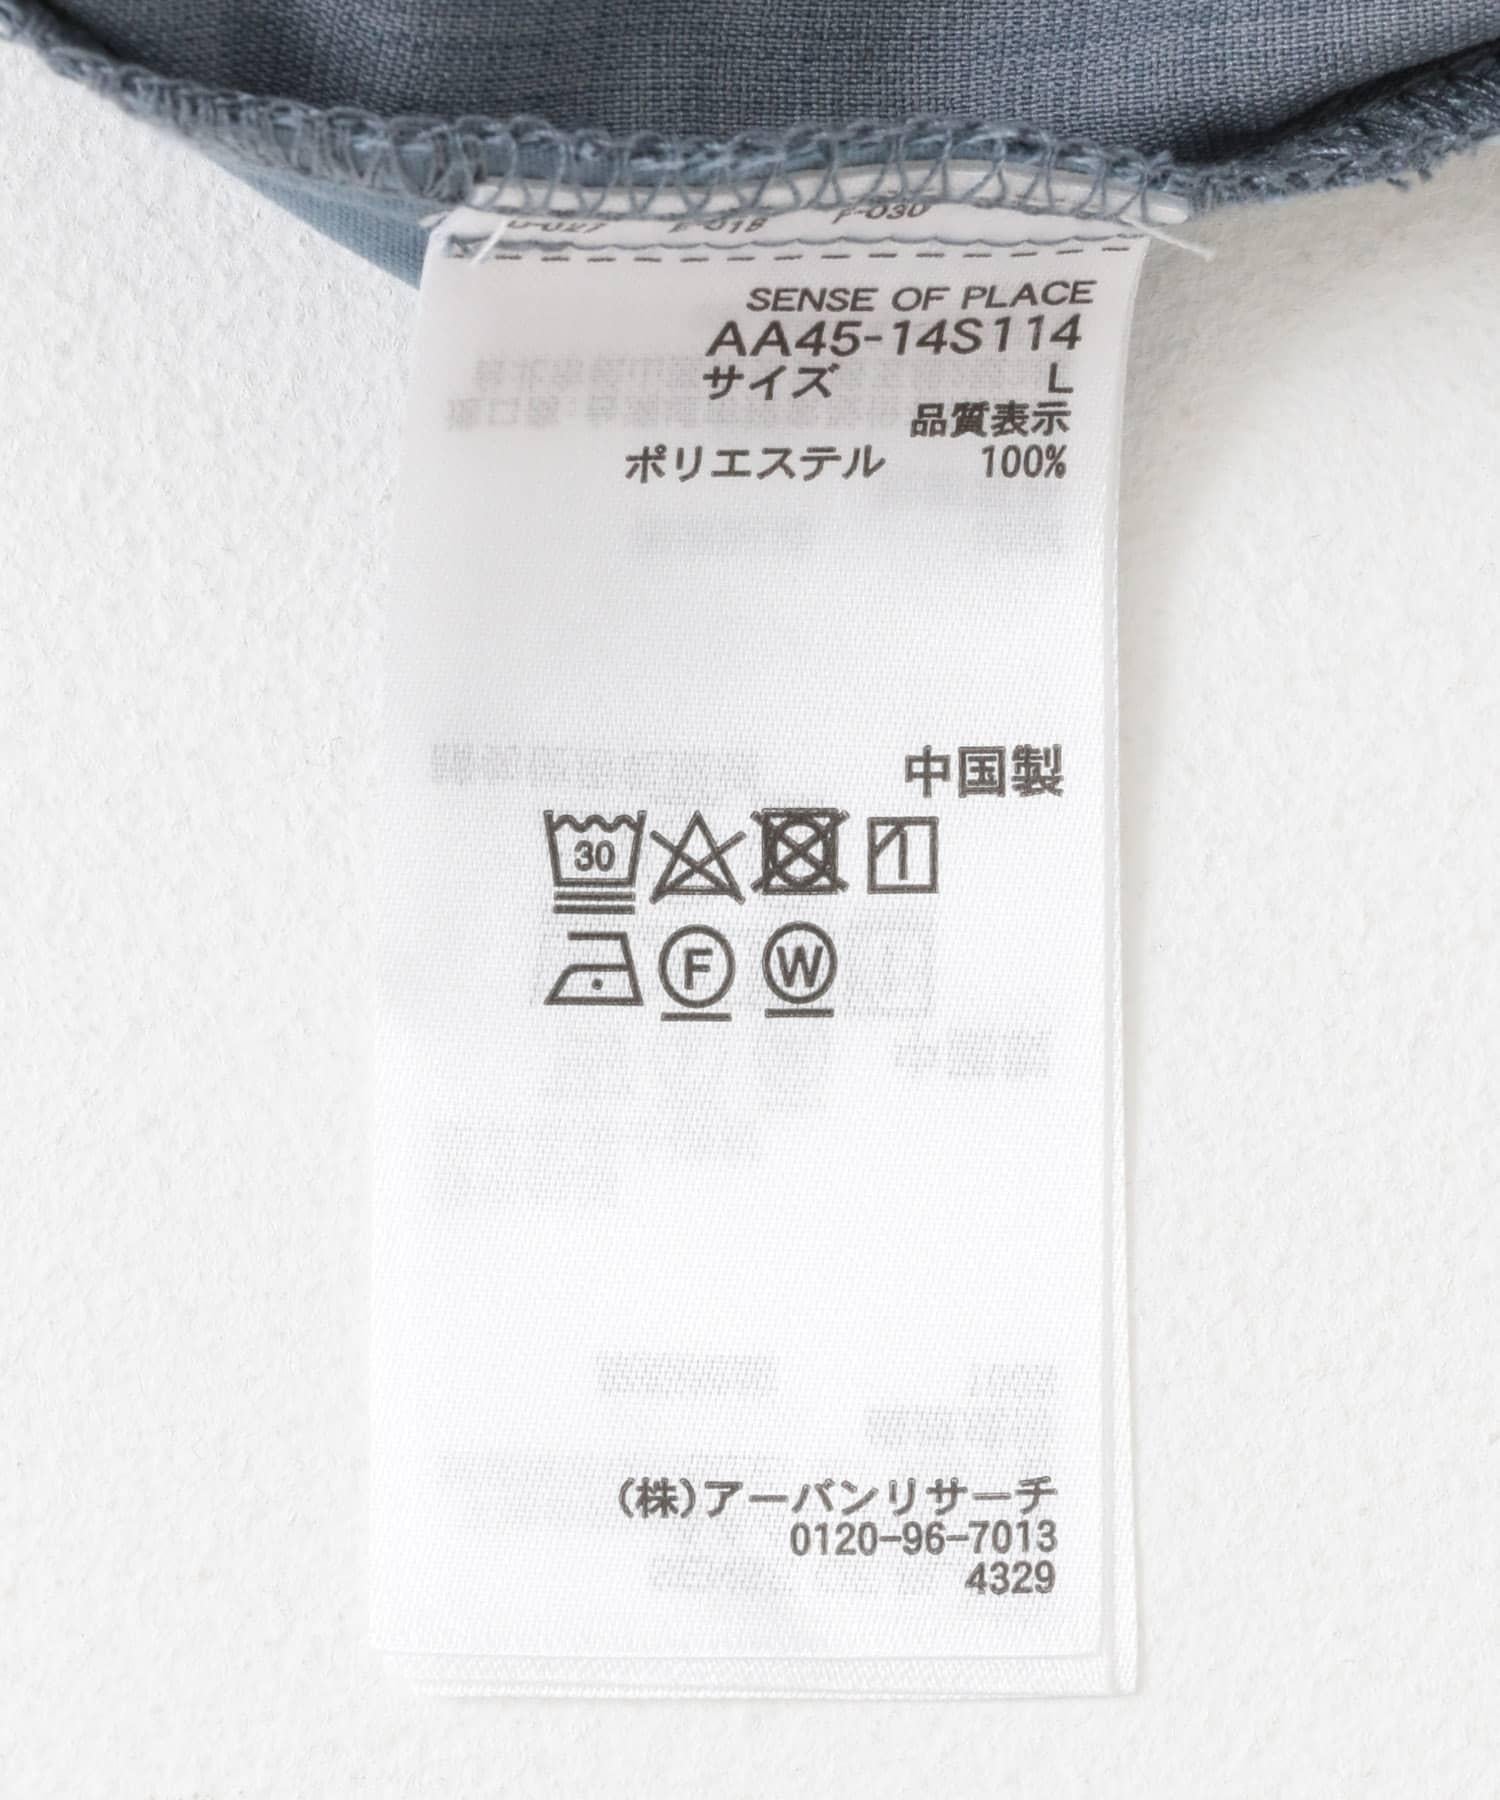 F-030
SENSE OF PLACE
AA45-14S114
サイズ L
品質表示
ポリエステル 100%
中国製
30
F W
(株)アーバンリサーチ
0120-96-7013
4329